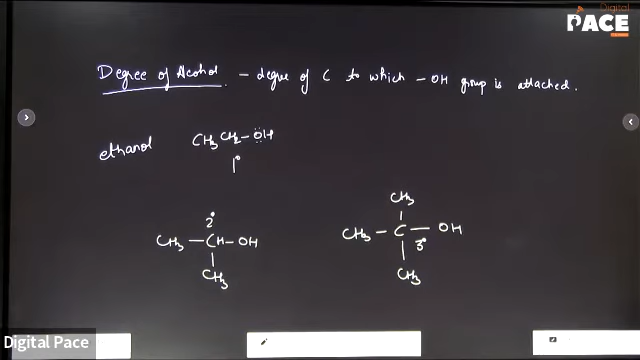 Digital
PACE
Degree of Alcohol - degree of C to which - OH group is attached.
ethanol CH3 CH2 - OH
1°
2°
CH3 - CH - OH
CH3
CH3
CH3 - C - OH
3°
CH3
Digital Pace